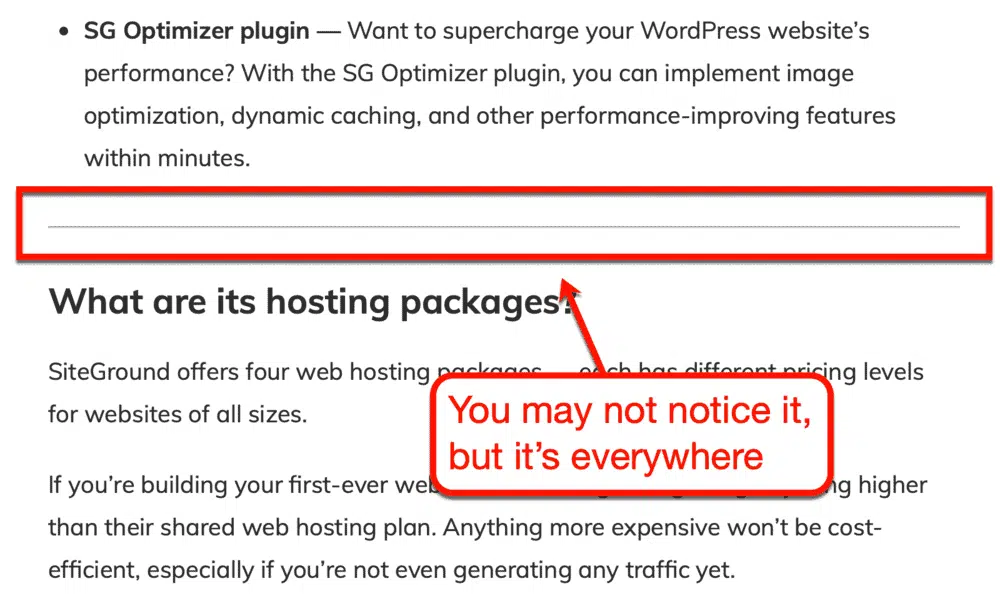 • SG Optimizer plugin — Want to supercharge your WordPress website’s
performance? With the SG Optimizer plugin, you can implement image
optimization, dynamic caching, and other performance-improving features
within minutes.
What are its hosting packages?
SiteGround offers four web hosting packages — each has different pricing levels
for websites of all sizes.
You may not notice it,
but it’s everywhere
If you’re building your first-ever higher
than their shared web hosting plan. Anything more expensive won’t be cost-
efficient, especially if you’re not even generating any traffic yet.